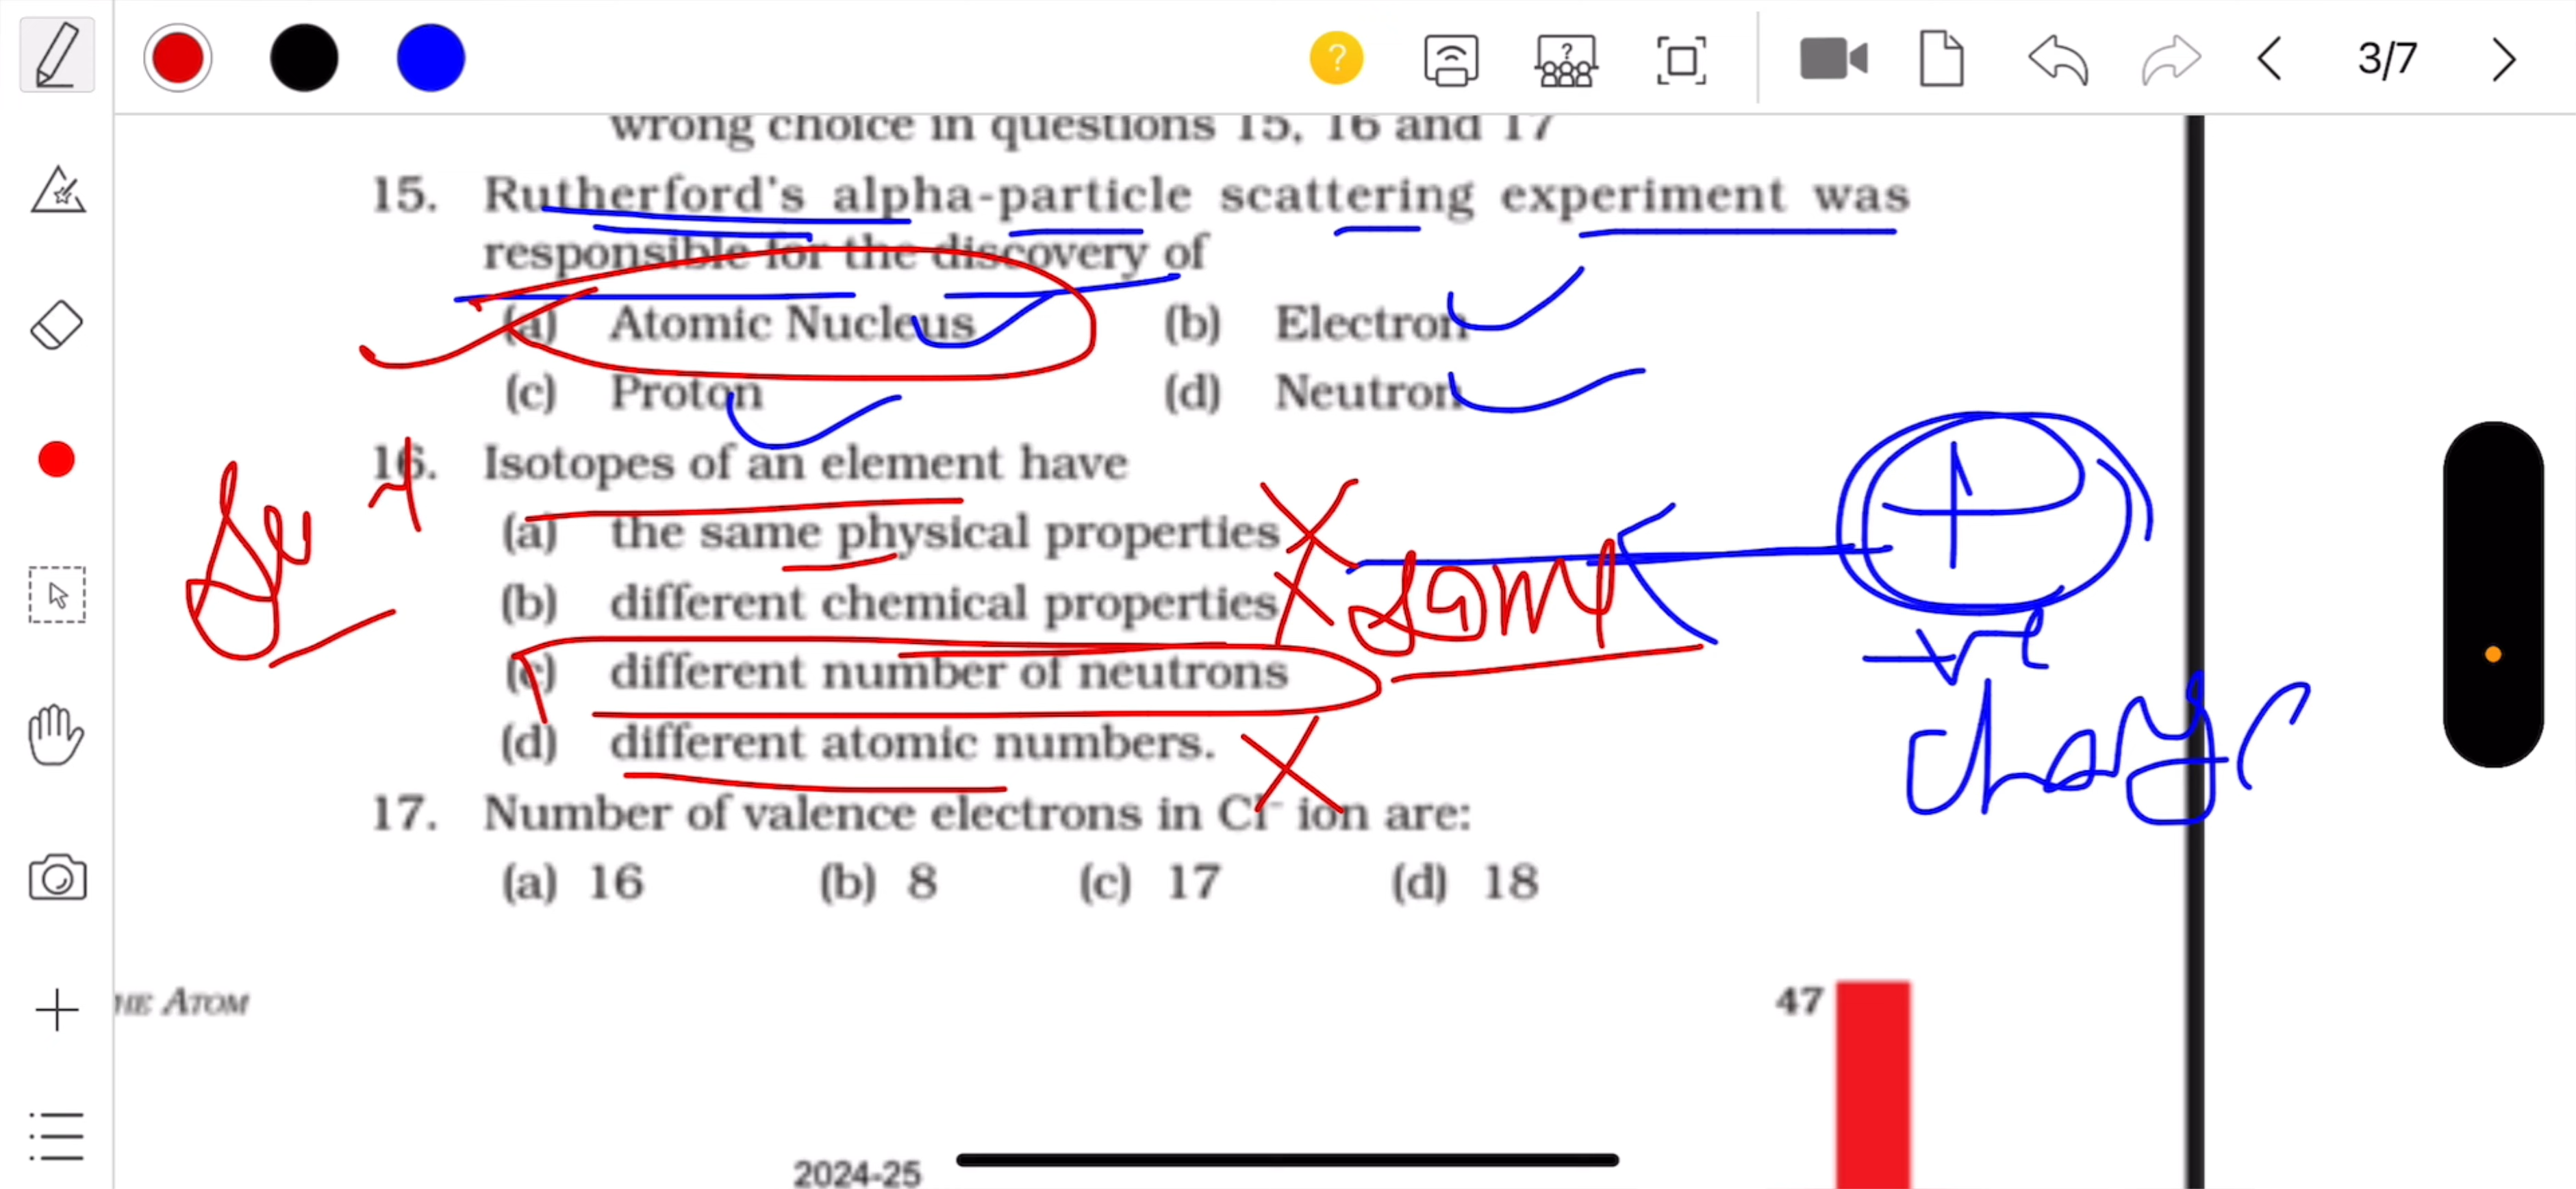 ?
?
3/7
wrong choice in questions 15, 16 and 17
15. Rutherford's alpha-particle scattering experiment was
responsible for the discovery of
(a) Atomic Nucleus (b) Electron
(c) Proton (d) Neutron
16. Isotopes of an element have
(a) the same physical properties
(b) different chemical properties
same
(c) different number of neutrons
+ve
(d) different atomic numbers.
17. Number of valence electrons in Cl⁻ ion are:
(a) 16 (b) 8 (c) 17 (d) 18
HE ATOM
47
2024-25